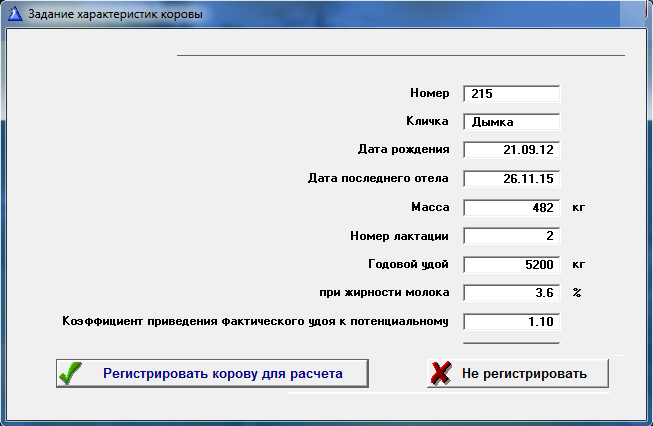 Задание характеристик коровы
Номер 215
Кличка Дымка
Дата рождения 21.09.12
Дата последнего отела 26.11.15
Масса 482 кг
Номер лактации 2
Годовой удой 5200 кг
при жирности молока 3.6 %
Коэффициент приведения фактического удоя к потенциальному 1.10
Регистрировать корову для расчета Не регистрировать